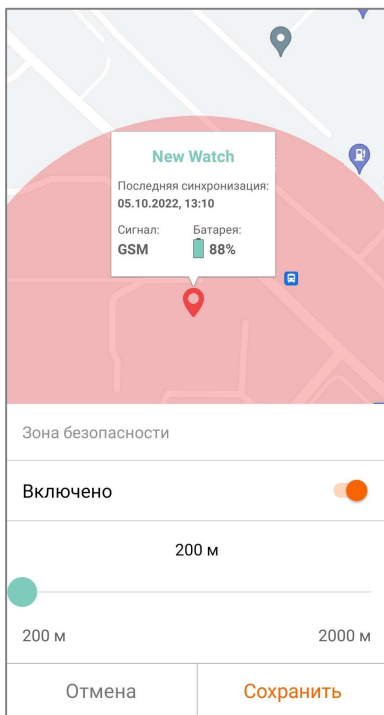 New Watch
Последняя синхронизация:
05.10.2022, 13:10
Сигнал: Батарея:
GSM 88%
Зона безопасности
Включено
200 м
200 м 2000 м
Отмена Сохранить